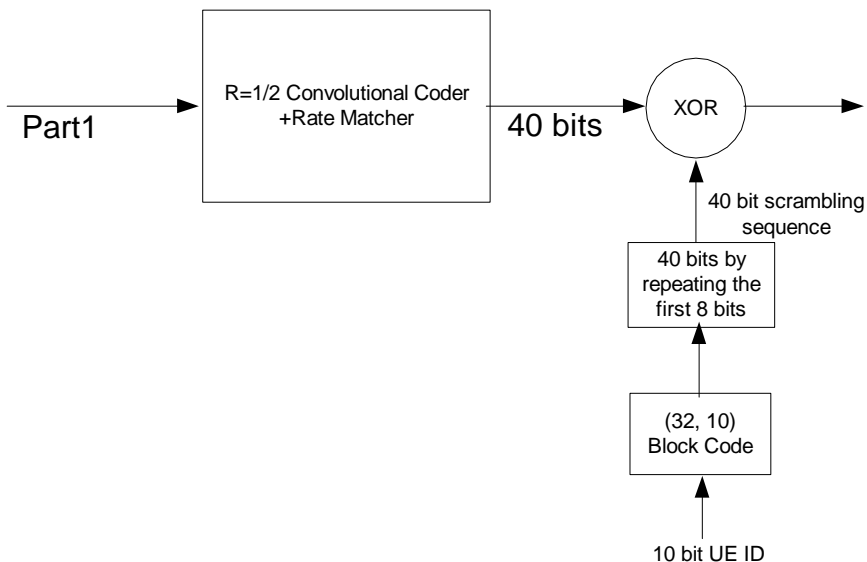 R=1/2 Convolutional Coder
+Rate Matcher
Part1
40 bits
XOR
40 bit scrambling
sequence
40 bits by
repeating the
first 8 bits
(32, 10)
Block Code
10 bit UE ID